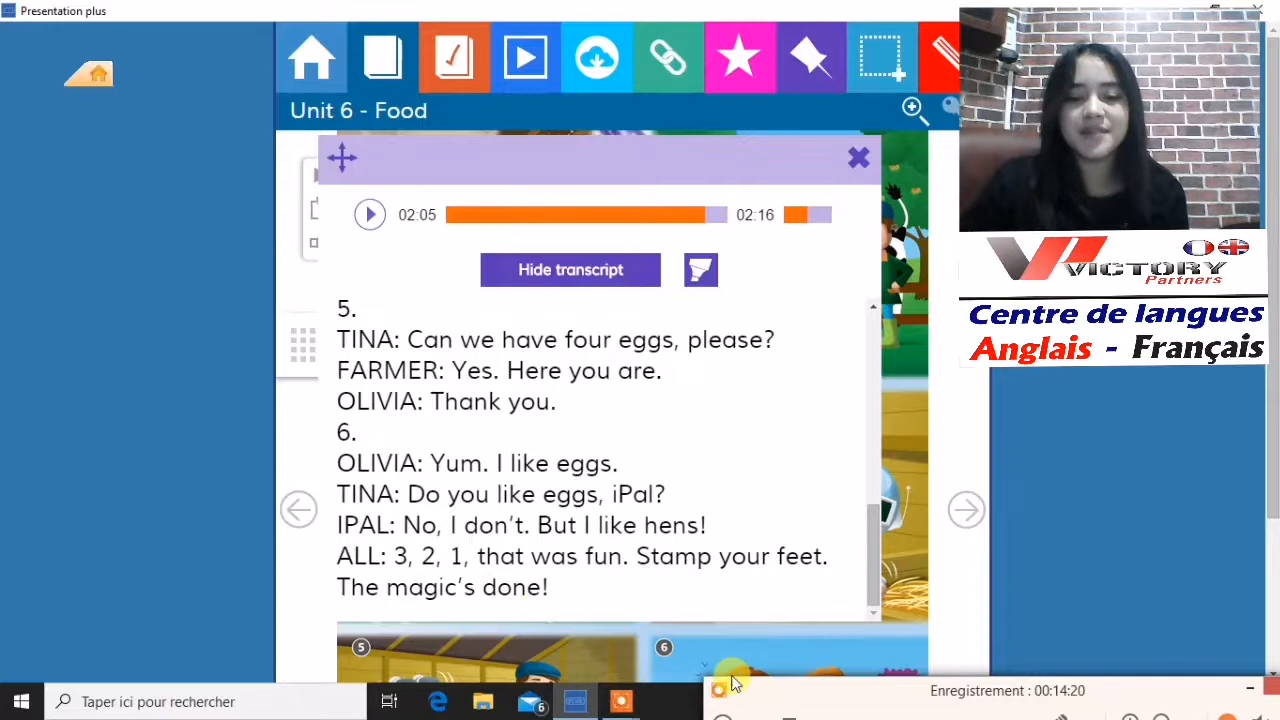 Presentation plus
Unit 6 - Food
02:05
02:16
Hide transcript
5.
TINA: Can we have four eggs, please?
FARMER: Yes. Here you are.
OLIVIA: Thank you.
6.
OLIVIA: Yum. I like eggs.
TINA: Do you like eggs, iPal?
IPAL: No, I don't. But I like hens!
ALL: 3, 2, 1, that was fun. Stamp your feet.
The magic's done!
5
6
VP VICTORY
Partners
Centre de langues
Anglais - Français
Taper ici pour rechercher
6
Enregistrement : 00:14:20